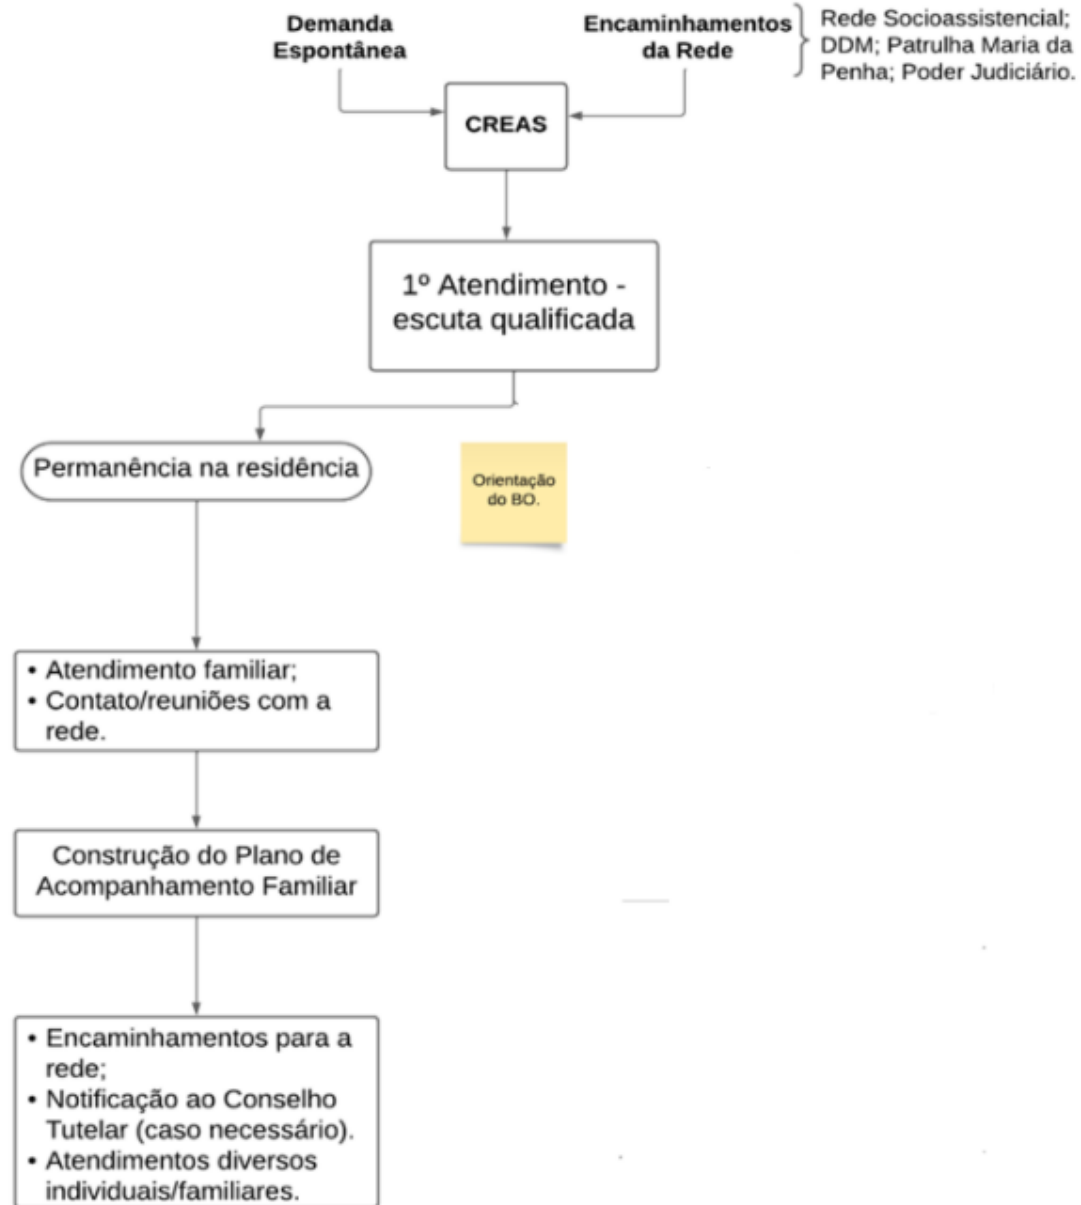 Demanda
Espontânea
Encaminhamentos
da Rede
Rede Socioassistencial;
DDM; Patrulha Maria da
Penha; Poder Judiciário.
CREAS
1º Atendimento -
escuta qualificada
Permanência na residência
Orientação
do BO.
• Atendimento familiar;
• Contato/reuniões com a
rede.
Construção do Plano de
Acompanhamento Familiar
• Encaminhamentos para a
rede;
• Notificação ao Conselho
Tutelar (caso necessário).
• Atendimentos diversos
individuais/familiares.